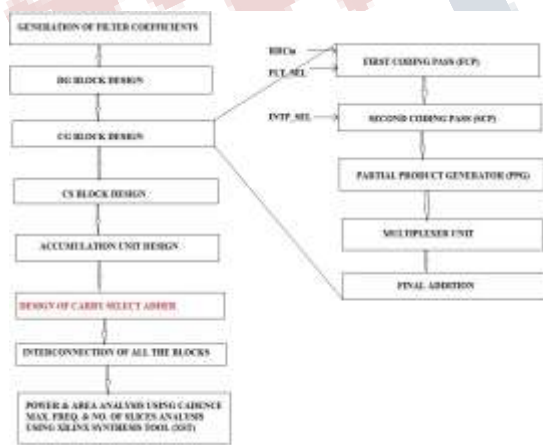 GENERATION OF FILTER COEFFICIENTS
DG BLOCK DESIGN
CG BLOCK DESIGN
CS BLOCK DESIGN
ACCUMULATION UNIT DESIGN
DESIGN OF CARRY SELECT ADDER
INTERCONNECTION OF ALL THE BLOCKS
POWER & AREA ANALYSIS USING CADENCE
MAX. FREQ. & NO. OF SLICES ANALYSIS
USING XILINX SYNTHESIS TOOL (XST)
FIRST CODING PASS (FCP)
INTP_SEL
SECOND CODING PASS (SCP)
PARTIAL PRODUCT GENERATOR (PPG)
MULTIPLEXER UNIT
FINAL ADDITION